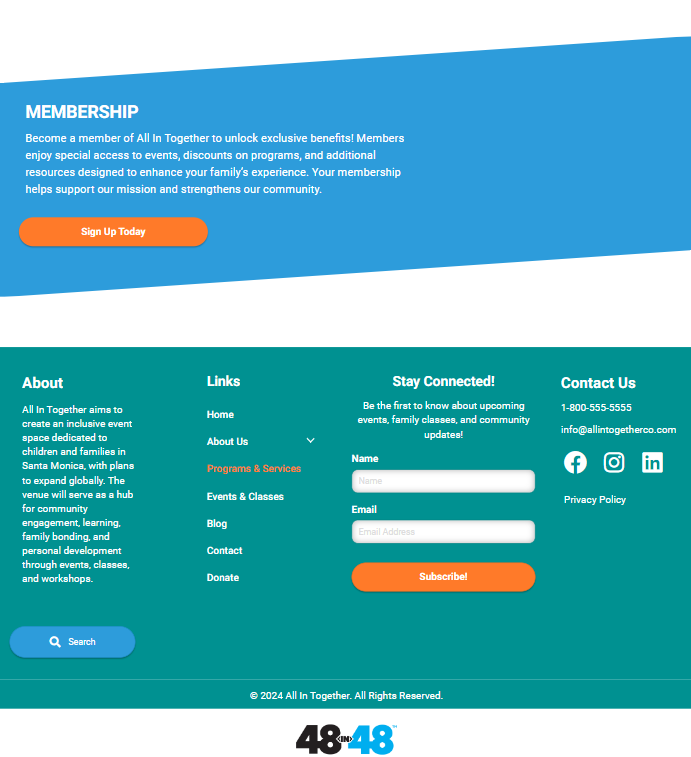 MEMBERSHIP
Become a member of All In Together to unlock exclusive benefits! Members
enjoy special access to events, discounts on programs, and additional
resources designed to enhance your family's experience. Your membership
helps support our mission and strengthens our community.
Sign Up Today
About
All In Together aims to
create an inclusive event
space dedicated to
children and families in
Santa Monica, with plans
to expand globally. The
venue will serve as a hub
for community
engagement, learning,
family bonding, and
personal development
through events, classes,
and workshops.
Search
Links
Home
About Us
Programs & Services
Events & Classes
Blog
Contact
Donate
Stay Connected!
Be the first to know about upcoming
events, family classes, and community
updates!
Name
Name
Email
Email Address
Subscribe!
Contact Us
1-800-555-5555
info@allintogetherco.com
Privacy Policy
© 2024 All In Together. All Rights Reserved.
48 IN 48™